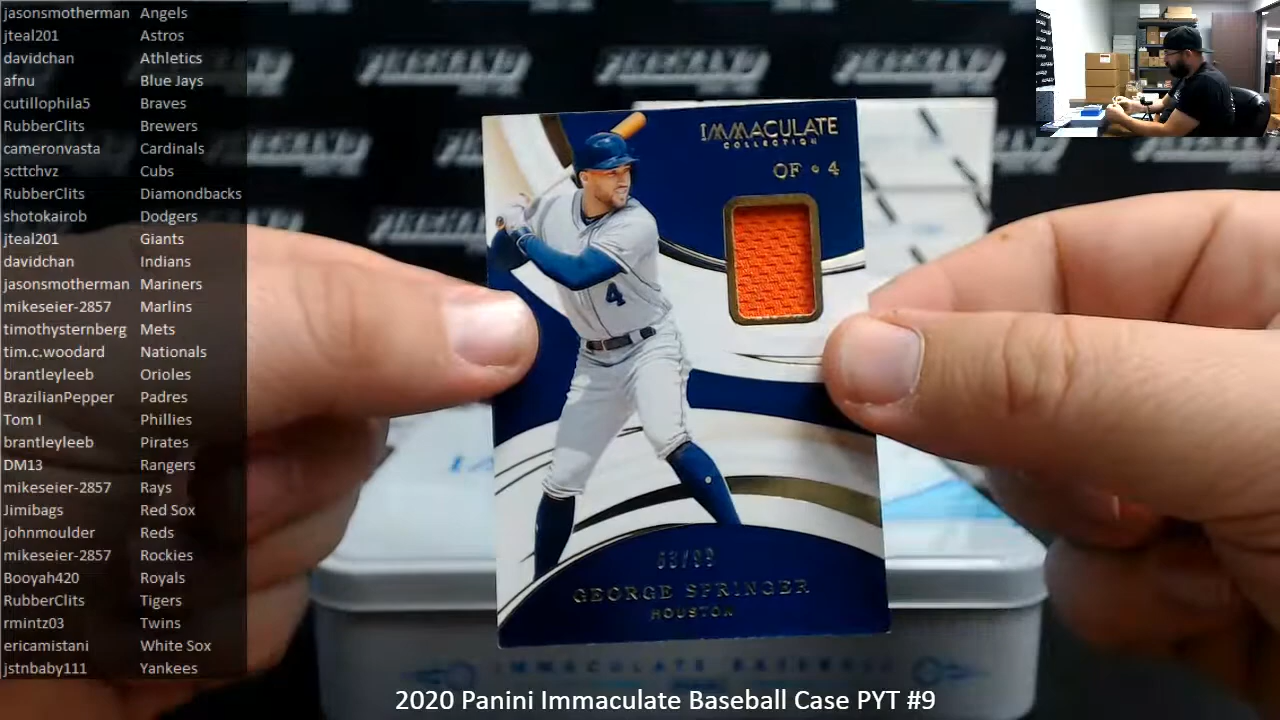 jasonsmotherman Angels
jteal201 Astros
davidchan Athletics
afnu Blue Jays
cutillophila5 Braves
RubberClits Brewers
cameronvasta Cardinals
scttchvz Cubs
RubberClits Diamondbacks
shotokairob Dodgers
jteal201 Giants
davidchan Indians
jasonsmotherman Mariners
mikeseier-2857 Marlins
timothysternberg Mets
tim.c.woodard Nationals
brantleyleeb Orioles
BrazilianPepper Padres
Tom I Phillies
brantleyleeb Pirates
DM13 Rangers
mikeseier-2857 Rays
Jimibags Red Sox
johnmoulder Reds
mikeseier-2857 Rockies
Booyah420 Royals
RubberClits Tigers
rmintz03 Twins
ericamistani White Sox
jstnbaby111 Yankees
IMMACULATE
COLLECTION
OF • 4
4
GEORGE SPRINGER
HOUSTON
IMMACULATE BASEBALL
2020 Panini Immaculate Baseball Case PYT #9